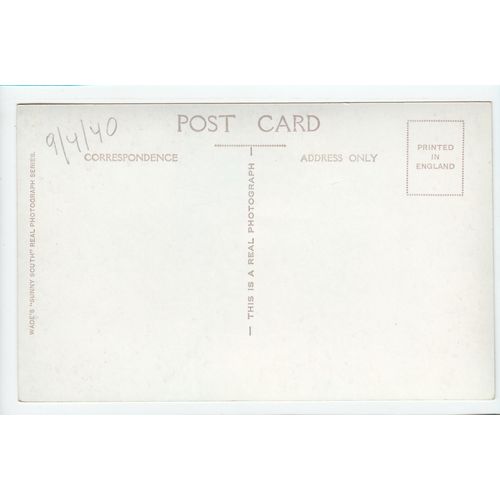 9/4/40
POST CARD
CORRESPONDENCE
ADDRESS ONLY
PRINTED
IN
ENGLAND
— THIS IS A REAL PHOTOGRAPH —
WADE'S "SUNNY SOUTH" REAL PHOTOGRAPH SERIES.